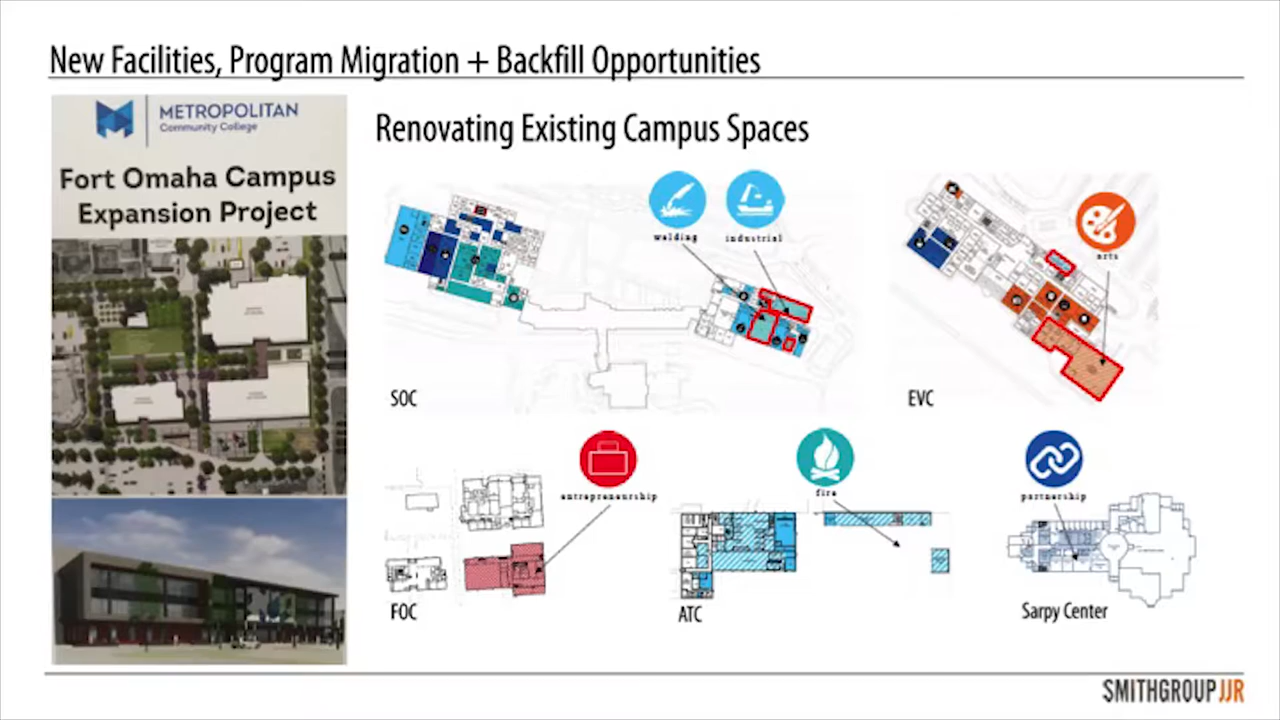 New Facilities, Program Migration + Backfill Opportunities
METROPOLITAN
Community College
Fort Omaha Campus
Expansion Project
Renovating Existing Campus Spaces
welding
industrial
arts
SOC
EVC
entrepreneurship
fire
partnership
FOC
ATC
Sarpy Center
SMITHGROUPJJR